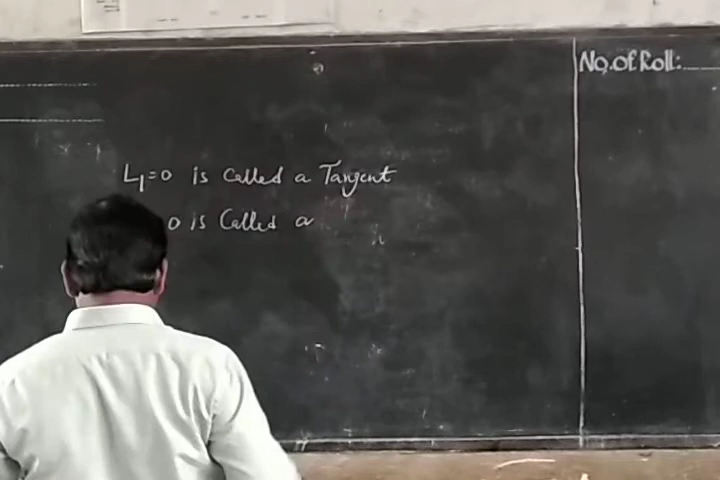 No. of Roll:
L₁=0 is called a Tangent
0 is Called a